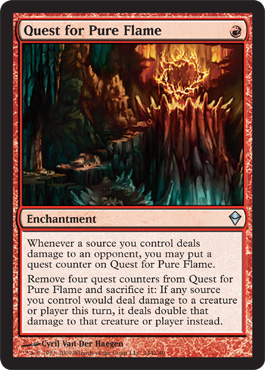 Quest for Pure Flame
Enchantment
Whenever a source you control deals
damage to an opponent, you may put a
quest counter on Quest for Pure Flame.
Remove four quest counters from Quest for
Pure Flame and sacrifice it: If any source
you control would deal damage to a creature
or player this turn, it deals double that
damage to that creature or player instead.
Cyril Van Der Haegen